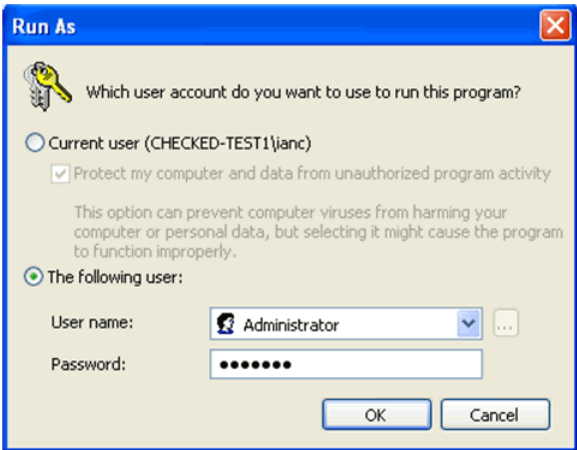 Run As
Which user account do you want to use to run this program?
Current user (CHECKED-TEST1\ianc)
Protect my computer and data from unauthorized program activity
This option can prevent computer viruses from harming your
computer or personal data, but selecting it might cause the program
to function improperly.
The following user:
User name: Administrator ...
Password: •••••••
OK Cancel